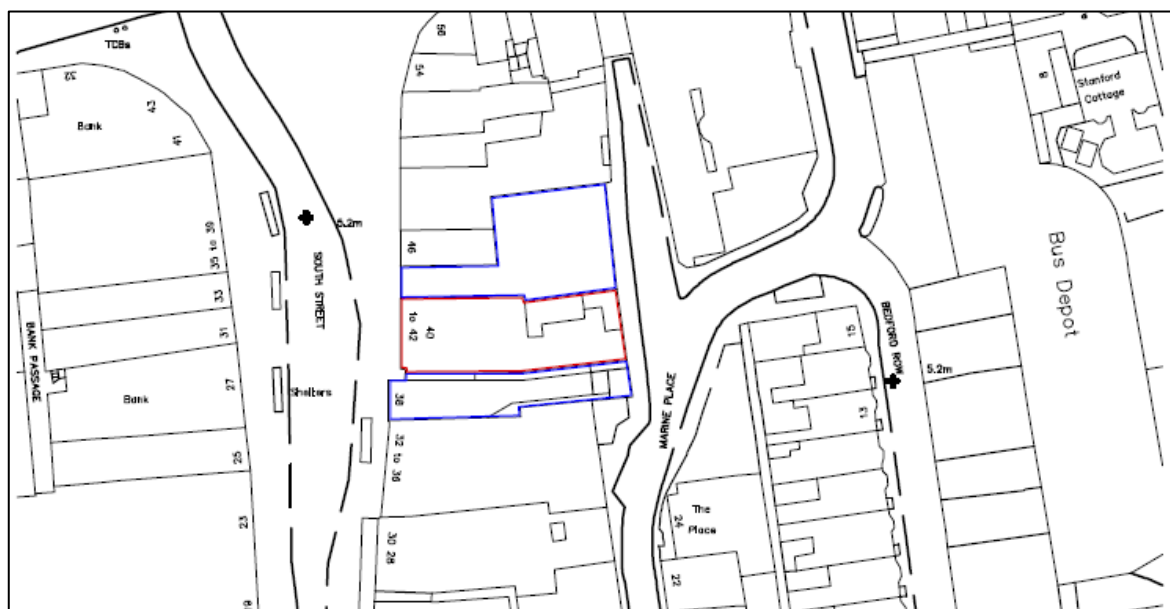 TCBs
32
43
41
Bank
35 to 39
33
31
27
Bank
25
23
BANK PASSAGE
5.2m
SOUTH STREET
Shelters
56
54
46
40
to
42
38
32 to 36
30 28
MARINE PLACE
The
Place
24
22
15
13
BEDFORD ROW
5.2m
Bus Depot
8
Stanford
Cottage